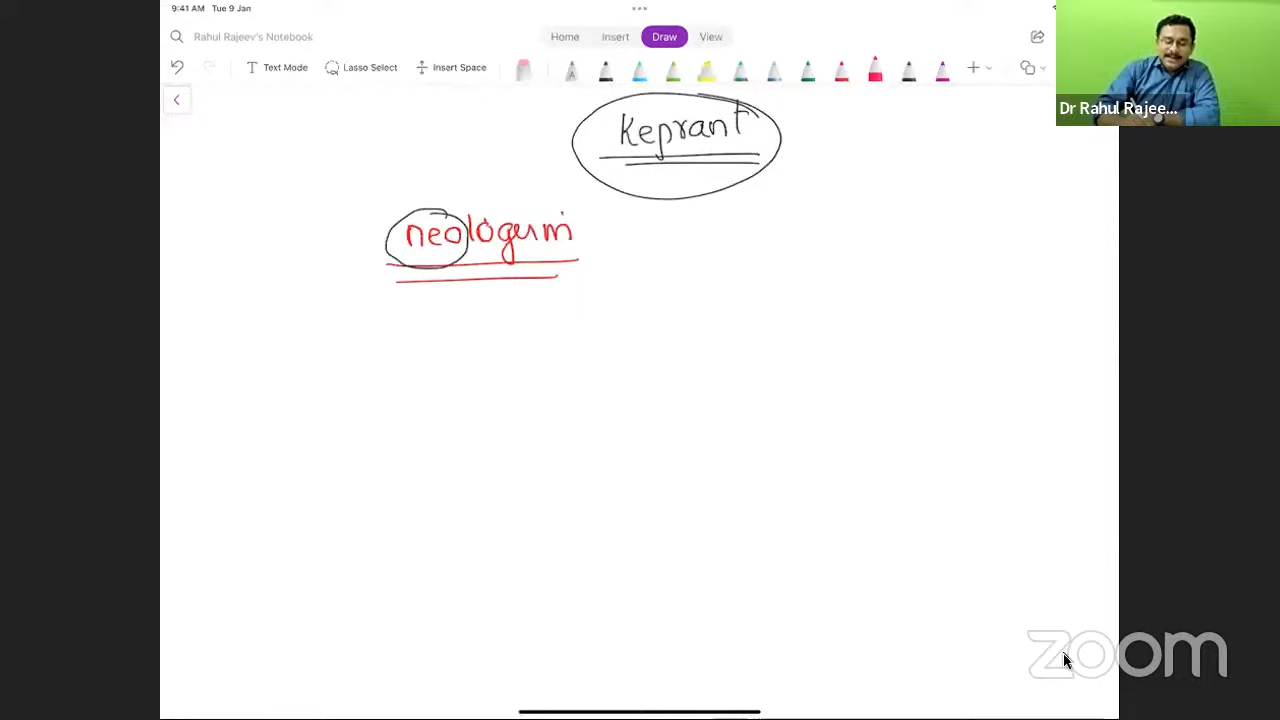 9:41 AM Tue 9 Jan
Rahul Rajeev's Notebook
Home Insert Draw View
Text Mode Lasso Select Insert Space
Dr Rahul Rajee...
Keprant
neologerm
zoom